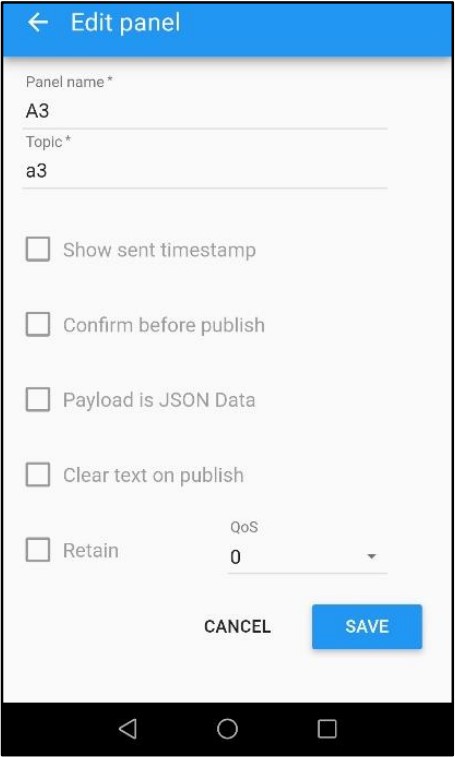 Edit panel
Panel name *
A3
Topic *
a3
Show sent timestamp
Confirm before publish
Payload is JSON Data
Clear text on publish
QoS
Retain
0
CANCEL SAVE